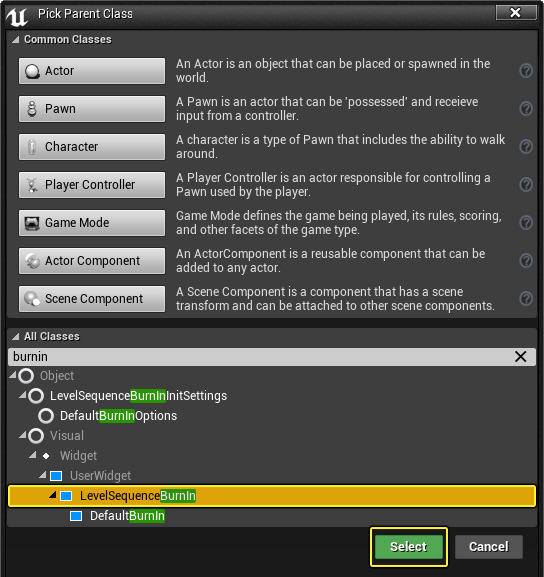 Pick Parent Class
Common Classes
Actor
An Actor is an object that can be placed or spawned in the
world.
Pawn
A Pawn is an actor that can be 'possessed' and receieve
input from a controller.
Character
A character is a type of Pawn that includes the ability to walk
around.
Player Controller
A Player Controller is an actor responsible for controlling a
Pawn used by the player.
Game Mode
Game Mode defines the game being played, its rules, scoring,
and other facets of the game type.
Actor Component
An ActorComponent is a reusable component that can be
added to any actor.
Scene Component
A Scene Component is a component that has a scene
transform and can be attached to other scene components.
All Classes
burnin
Object
LevelSequenceBurnInInitSettings
DefaultBurnInOptions
Visual
Widget
UserWidget
LevelSequenceBurnIn
DefaultBurnIn
Select
Cancel